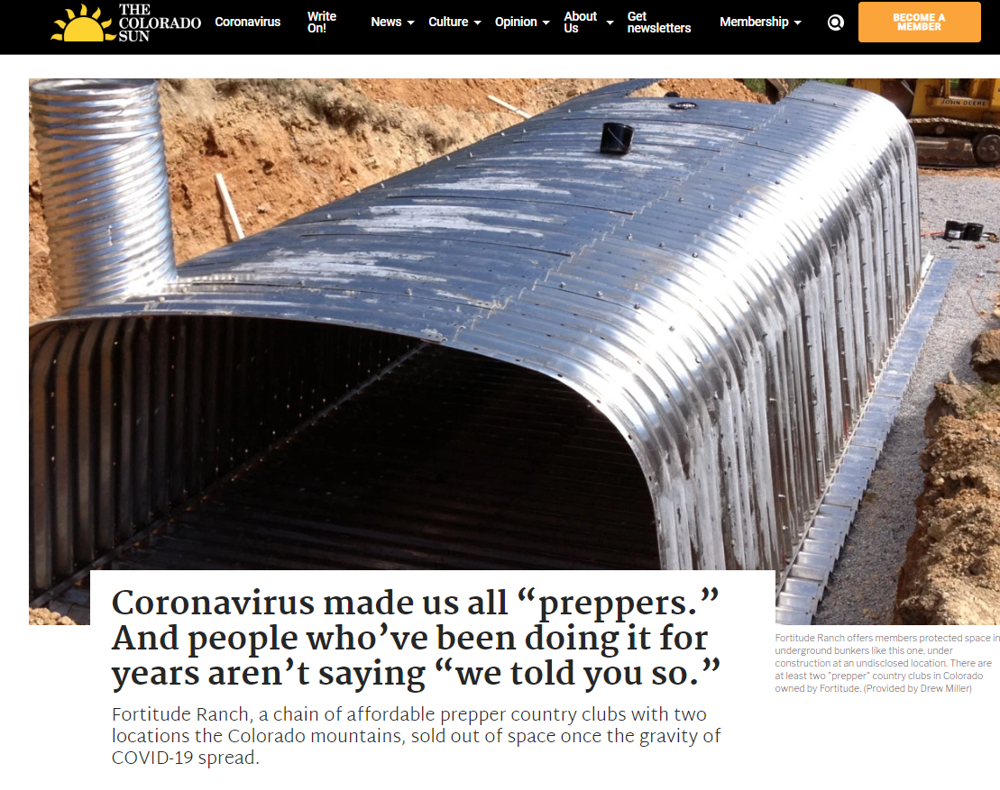 THE
COLORADO
SUN
Coronavirus
Write
On!
News
Culture
Opinion
About
Us
Get
newsletters
Membership
BECOME A
MEMBER
JOHN DEERE
Coronavirus made us all “preppers.”
And people who’ve been doing it for
years aren’t saying “we told you so.”
Fortitude Ranch, a chain of affordable prepper country clubs with two
locations the Colorado mountains, sold out of space once the gravity of
COVID-19 spread.
Fortitude Ranch offers members protected space in
underground bunkers like this one, under
construction at an undisclosed location. There are
at least two "prepper" country clubs in Colorado
owned by Fortitude. (Provided by Drew Miller)